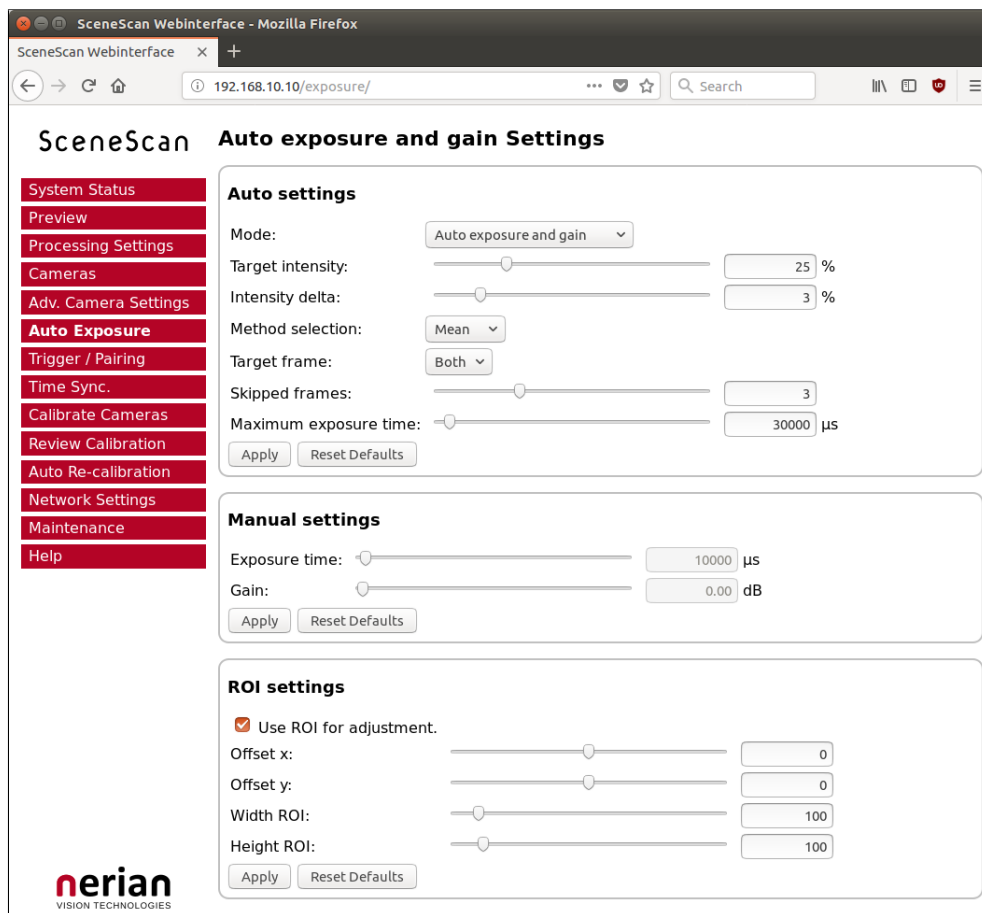 SceneScan Webinterface - Mozilla Firefox
SceneScan Webinterface
192.168.10.10/exposure/
Search
SceneScan
System Status
Preview
Processing Settings
Cameras
Adv. Camera Settings
Auto Exposure
Trigger / Pairing
Time Sync.
Calibrate Cameras
Review Calibration
Auto Re-calibration
Network Settings
Maintenance
Help
nerian
VISION TECHNOLOGIES
Auto exposure and gain Settings
Auto settings
Mode: Auto exposure and gain
Target intensity: 25 %
Intensity delta: 3 %
Method selection: Mean
Target frame: Both
Skipped frames: 3
Maximum exposure time: 30000 µs
Apply Reset Defaults
Manual settings
Exposure time: 10000 µs
Gain: 0.00 dB
Apply Reset Defaults
ROI settings
Use ROI for adjustment.
Offset x: 0
Offset y: 0
Width ROI: 100
Height ROI: 100
Apply Reset Defaults